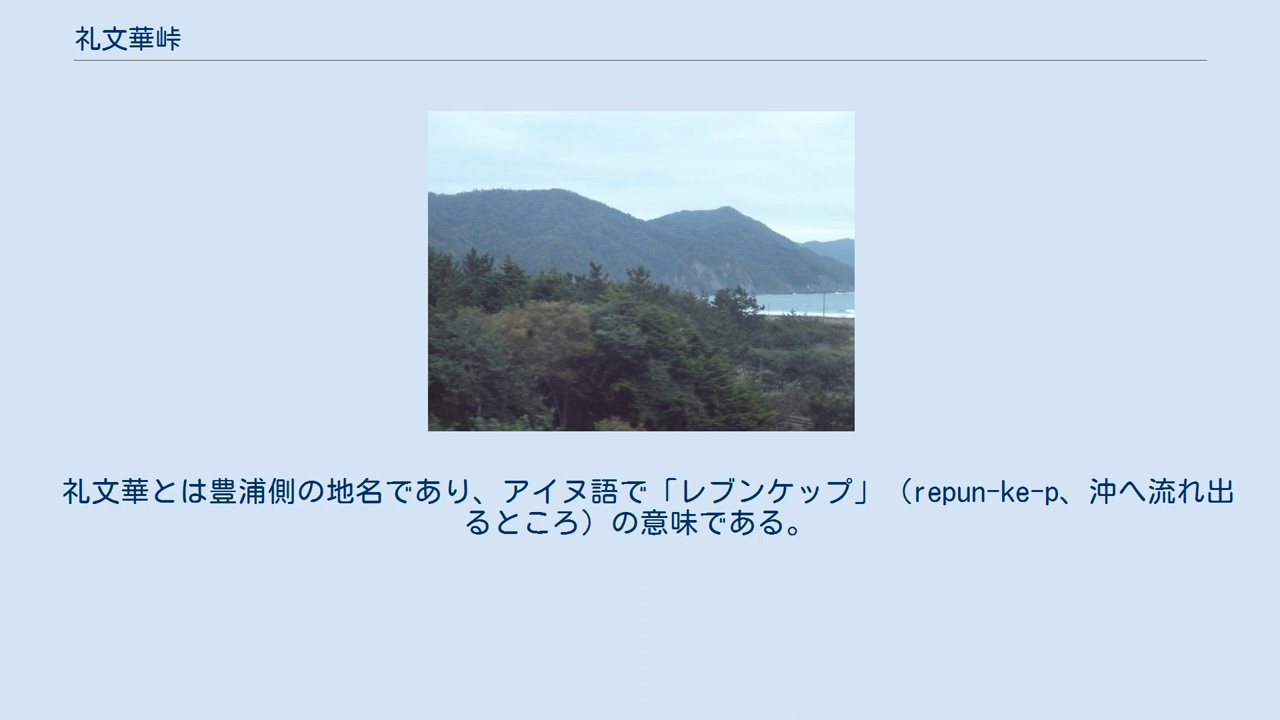 礼文華峠
礼文華とは豊浦側の地名であり、アイヌ語で「レブンケップ」（repun-ke-p、沖へ流れ出
るところ）の意味である。